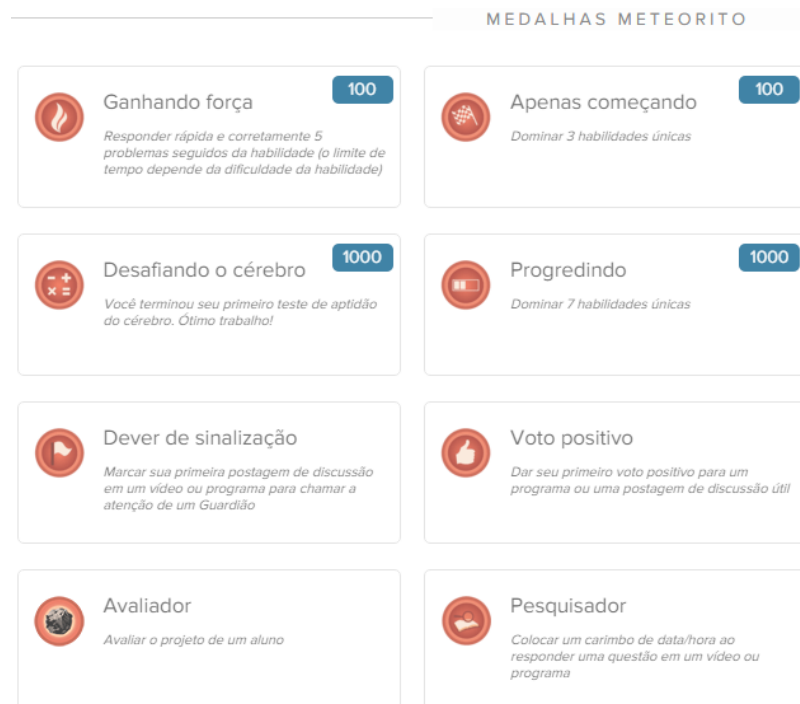 MEDALHAS METEORITO
100
Ganhando força
Responder rápida e corretamente 5
problemas seguidos da habilidade (o limite de
tempo depende da dificuldade da habilidade)
100
Apenas começando
Dominar 3 habilidades únicas
1000
Desafiando o cérebro
Você terminou seu primeiro teste de aptidão
do cérebro. Ótimo trabalho!
1000
Progredindo
Dominar 7 habilidades únicas
Dever de sinalização
Marcar sua primeira postagem de discussão
em um vídeo ou programa para chamar a
atenção de um Guardião
Voto positivo
Dar seu primeiro voto positivo para um
programa ou uma postagem de discussão útil
Avaliador
Avaliar o projeto de um aluno
Pesquisador
Colocar um carimbo de data/hora ao
responder uma questão em um vídeo ou
programa